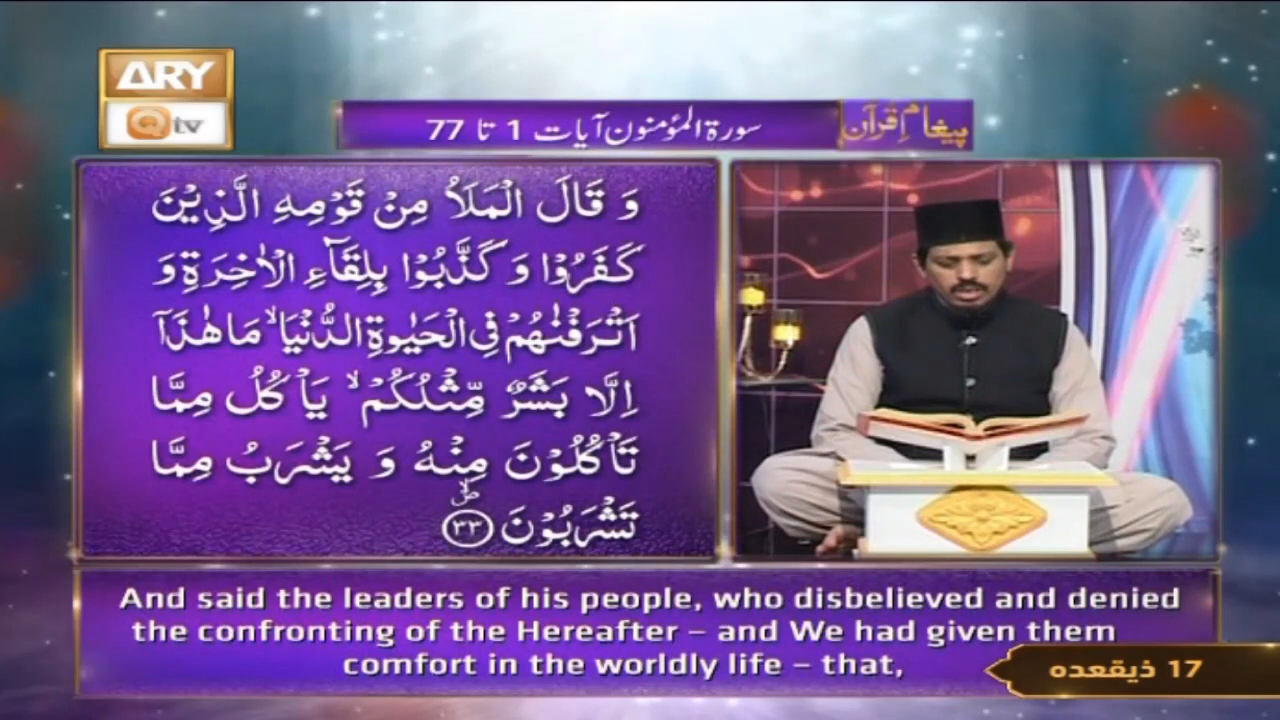 ARY
Qtv
سورۃ المؤمنون آیات 1 تا 77
پیغامِ قرآن
وَ قَالَ الْمَلَاُ مِنْ قَوْمِهِ الَّذِیْنَ
كَفَرُوْا وَ كَذَّبُوْا بِلِقَآءِ الْاٰخِرَةِ وَ
اَتْرَفْنٰهُمْ فِی الْحَیٰوةِ الدُّنْیَاۙ مَا هٰذَاۤ
اِلَّا بَشَرٌ مِّثْلُكُمْۙ یَاْكُلُ مِمَّا
تَاْكُلُوْنَ مِنْهُ وَ یَشْرَبُ مِمَّا
تَشْرَبُوْنَ ﴿۳۳﴾ۙصلے
And said the leaders of his people, who disbelieved and denied
the confronting of the Hereafter – and We had given them
comfort in the worldly life – that,
17 ذیقعدہ